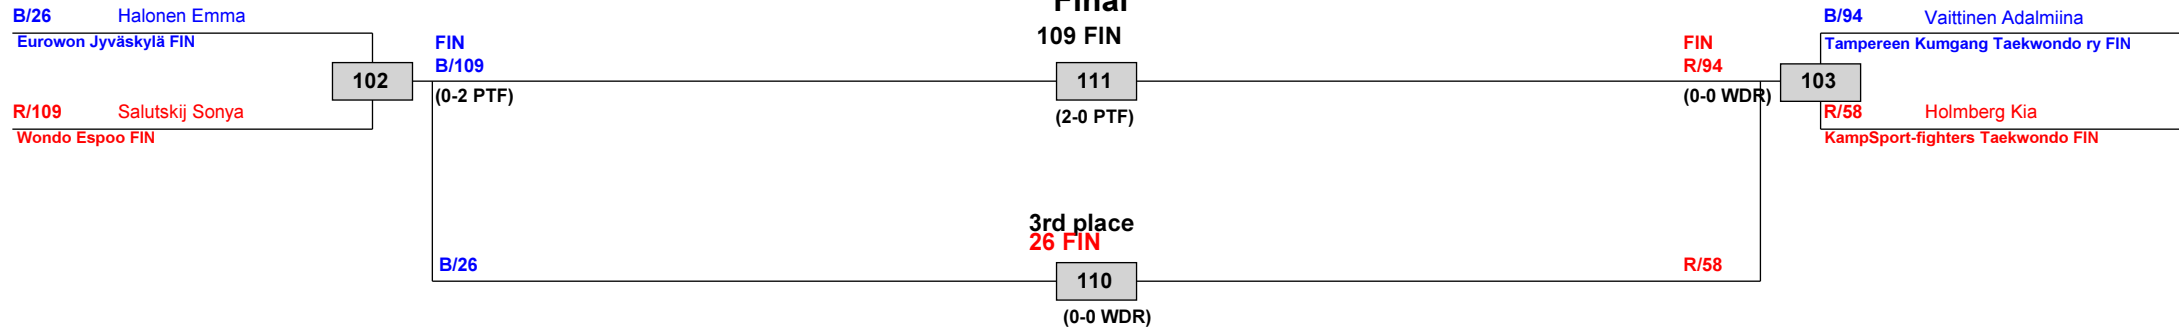 Final
109 FIN
B/26 Halonen Emma
Eurowon Jyväskylä FIN
102
R/109 Salutskij Sonya
Wondo Espoo FIN
FIN
B/109
(0-2 PTF)
111
(2-0 PTF)
FIN
R/94
(0-0 WDR)
B/94 Vaittinen Adalmiina
Tampereen Kumgang Taekwondo ry FIN
103
R/58 Holmberg Kia
KampSport-fighters Taekwondo FIN
3rd place
26 FIN
B/26
110
R/58
(0-0 WDR)